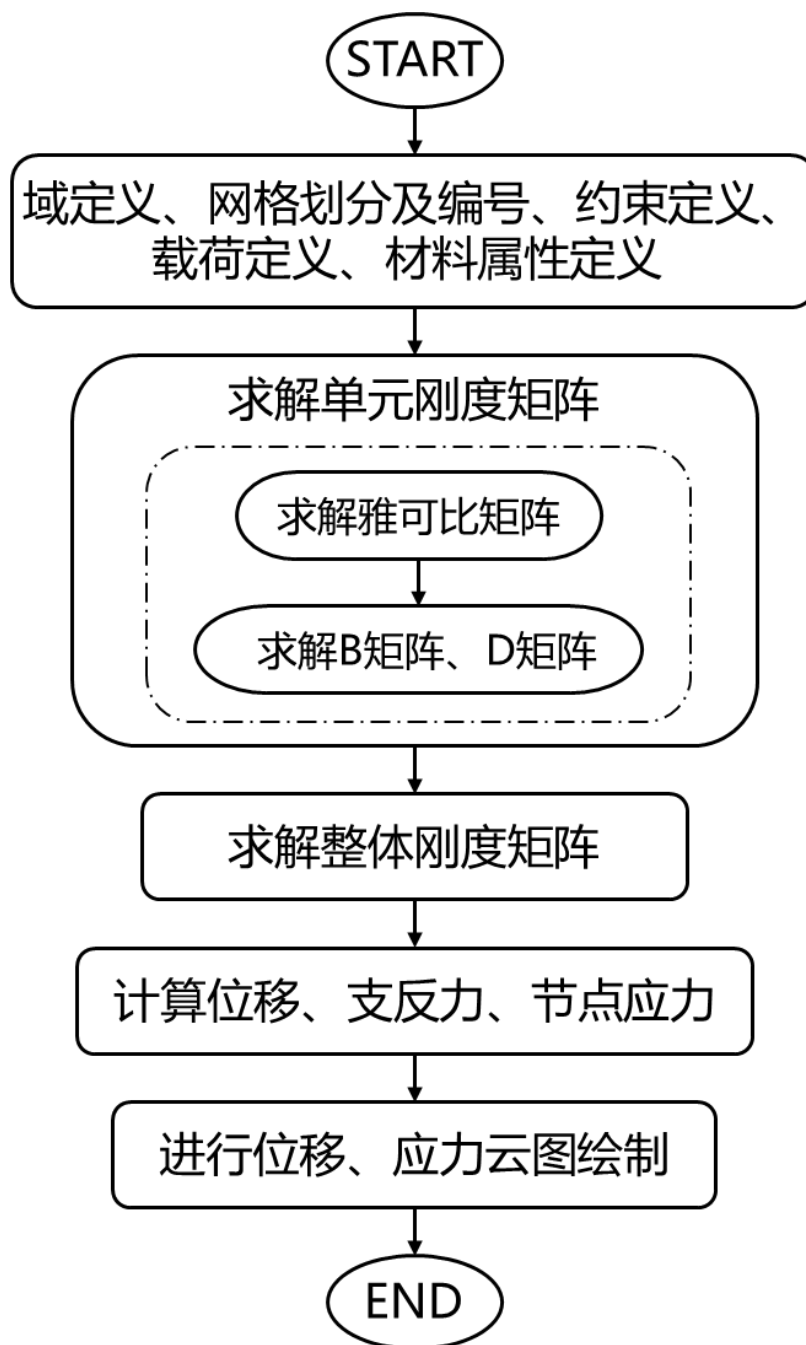 START
域定义、网格划分及编号、约束定义、
载荷定义、材料属性定义
求解单元刚度矩阵
求解雅可比矩阵
求解B矩阵、D矩阵
求解整体刚度矩阵
计算位移、支反力、节点应力
进行位移、应力云图绘制
END